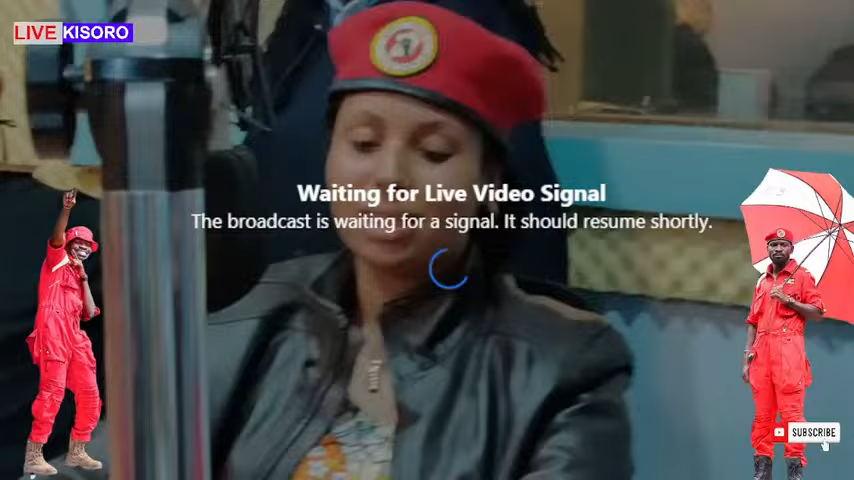 LIVE KISORO
Waiting for Live Video Signal
The broadcast is waiting for a signal. It should resume shortly.
SUBSCRIBE